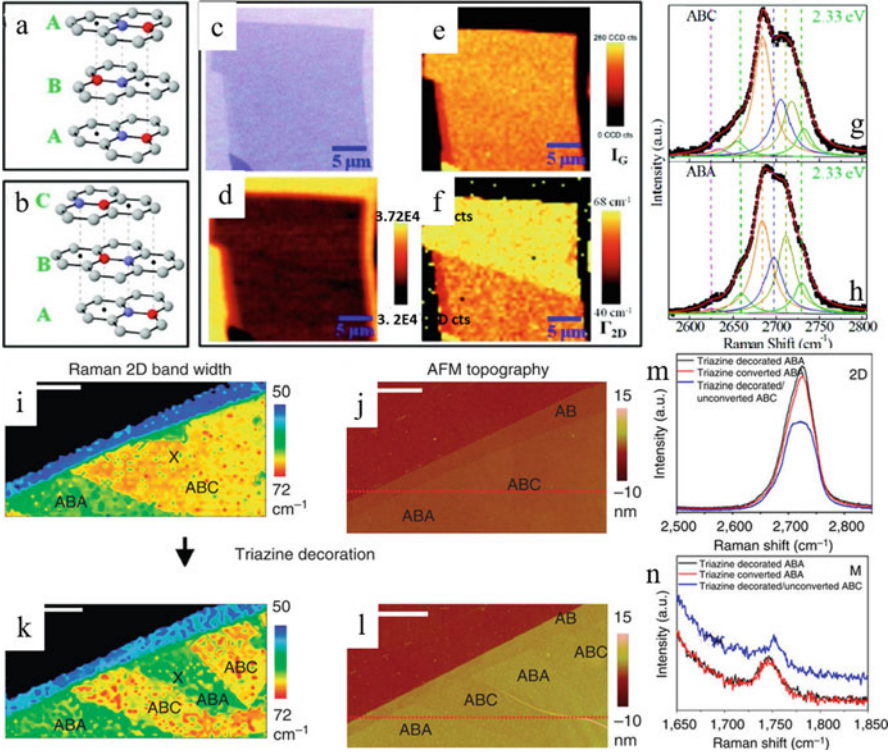 a
A
B
A
b
C
B
A
c
5 μm
d
5 μm
3.72E4
3. 2E4
e
5 μm
280 CCD cts
0 CCD cts
I_G
f
cts
D cts
5 μm
68 cm⁻¹
40 cm⁻¹
Γ_2D
ABC
2.33 eV
g
ABA
2.33 eV
h
Intensity (a.u.)
2600
2650
2700
2750
2800
Raman Shift (cm⁻¹)
Raman 2D band width
i
X
ABA
ABC
50
72
cm⁻¹
AFM topography
j
AB
ABC
ABA
15
−10
nm
Triazine decoration
k
X
ABC
ABA
ABC
ABA
50
72
cm⁻¹
l
AB
ABC
ABA
ABC
ABA
15
−10
nm
m
Triazine decorated ABA
Triazine converted ABA
Triazine decorated/
unconverted ABC
2D
Intensity (a.u.)
2,500
2,600
2,700
2,800
Raman shift (cm⁻¹)
n
Triazine decorated ABA
Triazine converted ABA
Triazine decorated/unconverted ABC
M
Intensity (a.u.)
1,650
1,700
1,750
1,800
1,850
Raman shift (cm⁻¹)